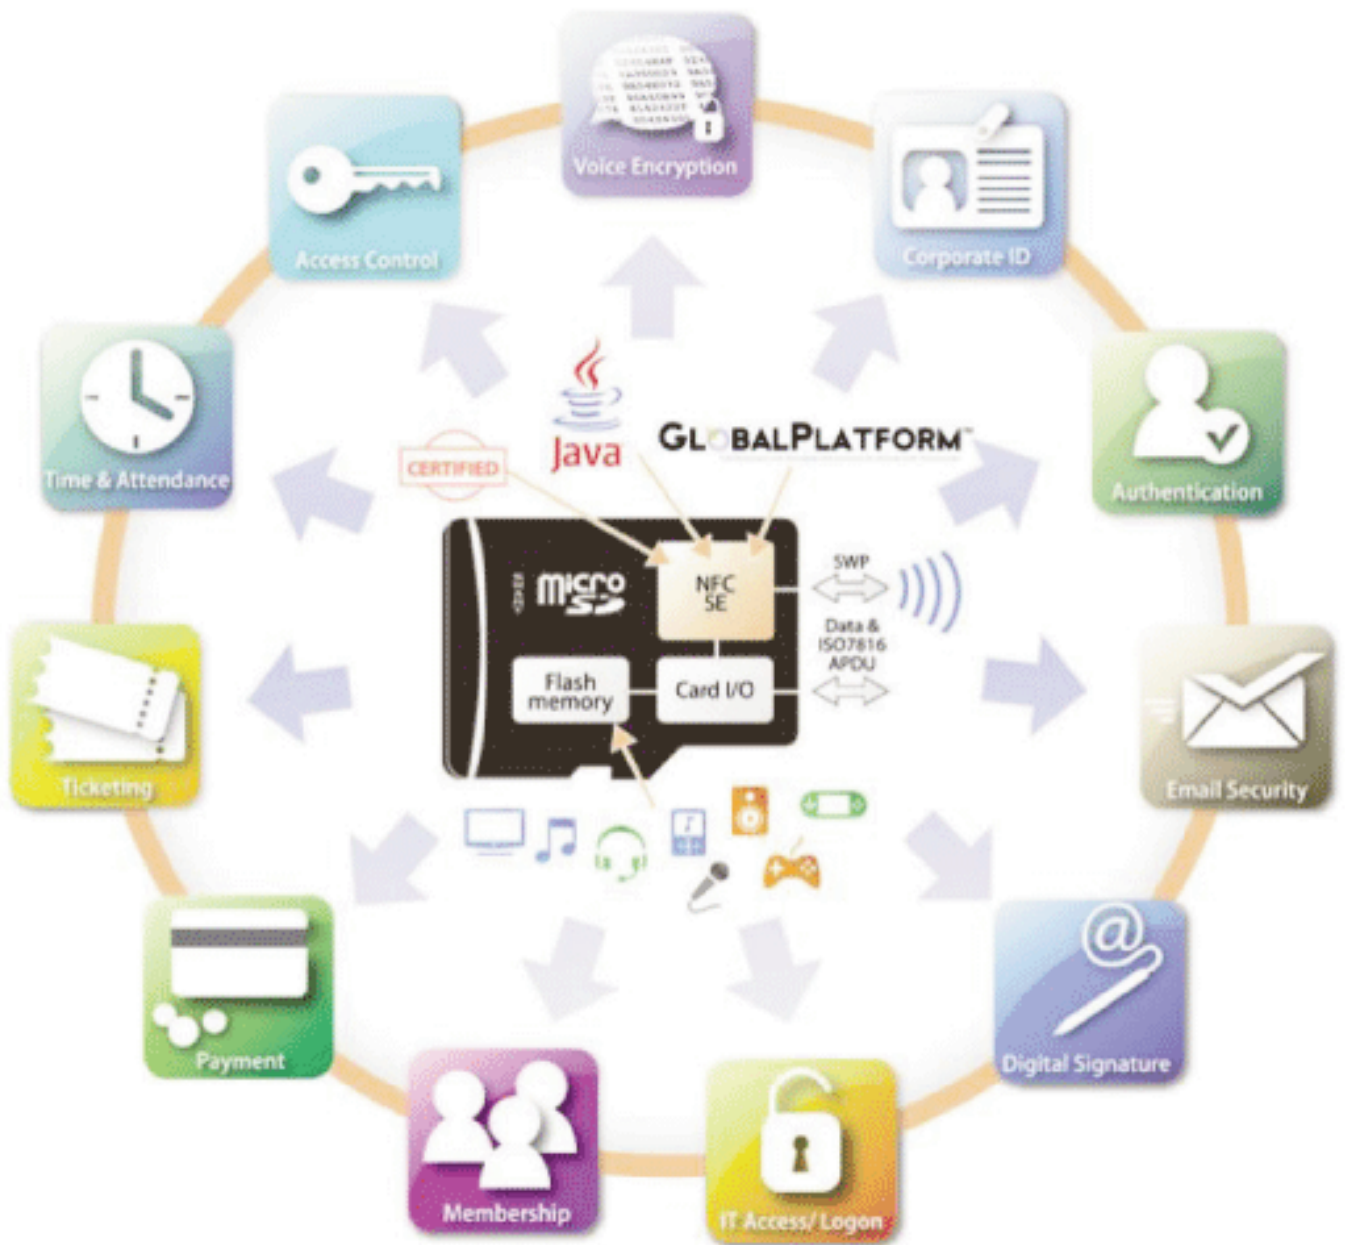 Voice Encryption
Access Control
Corporate ID
Time & Attendance
Authentication
CERTIFIED
Java
GLOBALPLATFORM™
micro
SD
NFC
SE
SWP
Data &
ISO7816
APDU
Flash
memory
Card I/O
Ticketing
Email Security
Payment
Digital Signature
Membership
IT Access/ Logon